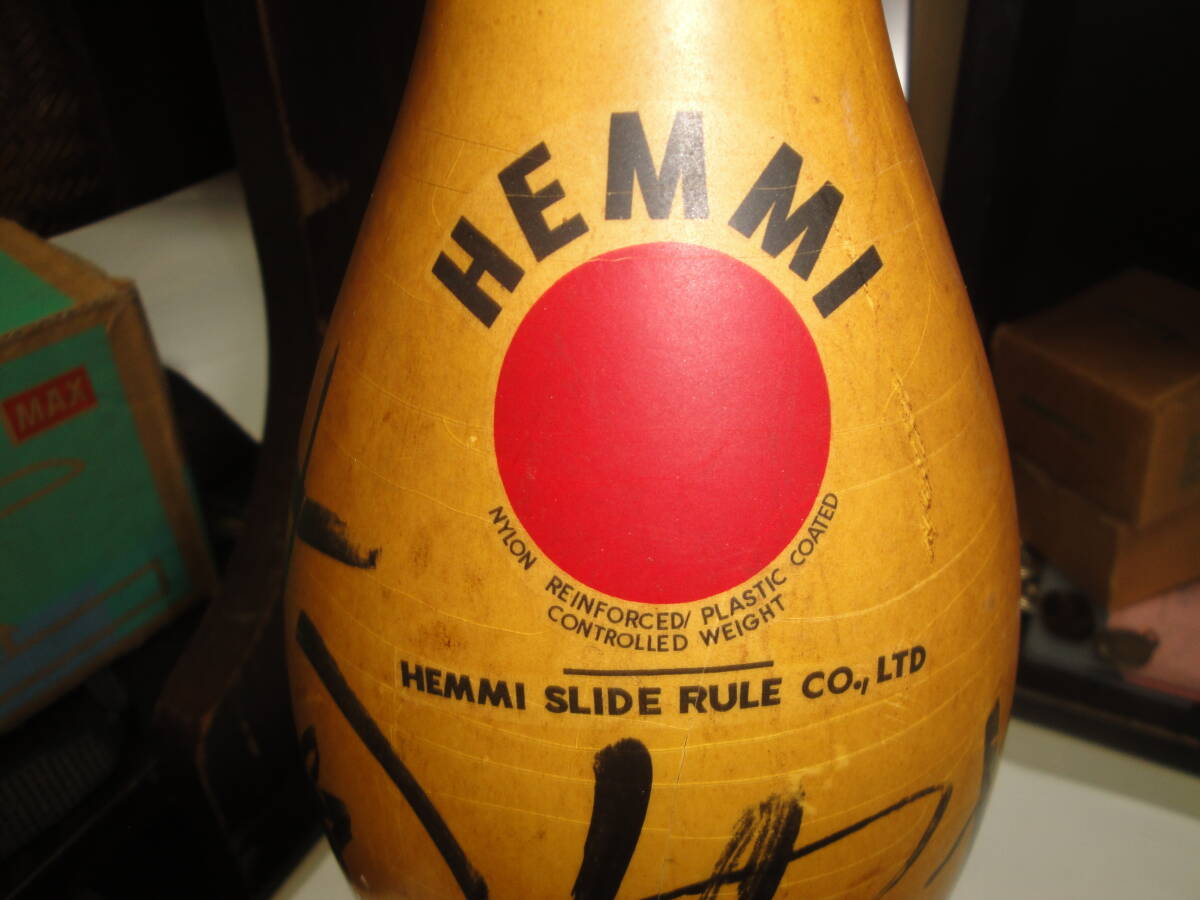 HEMMI
NYLON REINFORCED/ PLASTIC COATED
CONTROLLED WEIGHT
HEMMI SLIDE RULE CO., LTD
MAX